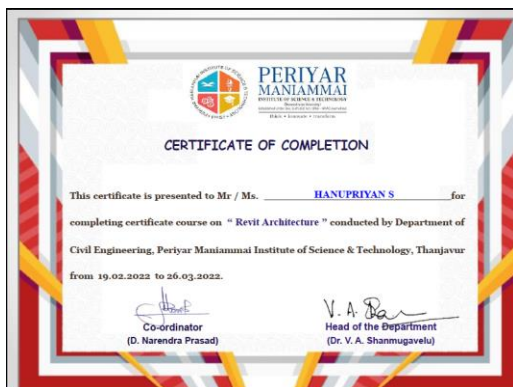 PERIYAR
MANIAMMAI
INSTITUTE OF SCIENCE & TECHNOLOGY
CERTIFICATE OF COMPLETION
This certificate is presented to Mr / Ms. HANUPRIYAN S for
completing certificate course on “ Revit Architecture ” conducted by Department of
Civil Engineering, Periyar Maniammai Institute of Science & Technology, Thanjavur
from 19.02.2022 to 26.03.2022.
V. A.
Co-ordinator
(D. Narendra Prasad)
Head of the Department
(Dr. V. A. Shanmugavelu)